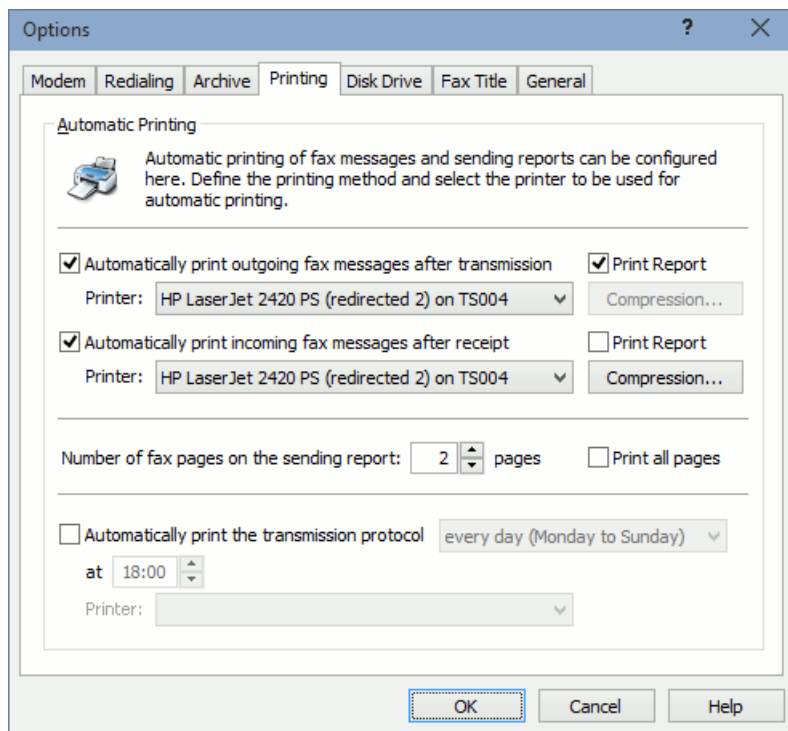 Options
?
Modem Redialing Archive Printing Disk Drive Fax Title General
Automatic Printing
Automatic printing of fax messages and sending reports can be configured
here. Define the printing method and select the printer to be used for
automatic printing.
Automatically print outgoing fax messages after transmission Print Report
Printer: HP LaserJet 2420 PS (redirected 2) on TS004 Compression...
Automatically print incoming fax messages after receipt Print Report
Printer: HP LaserJet 2420 PS (redirected 2) on TS004 Compression...
Number of fax pages on the sending report: 2 pages Print all pages
Automatically print the transmission protocol every day (Monday to Sunday)
at 18:00
Printer:
OK Cancel Help